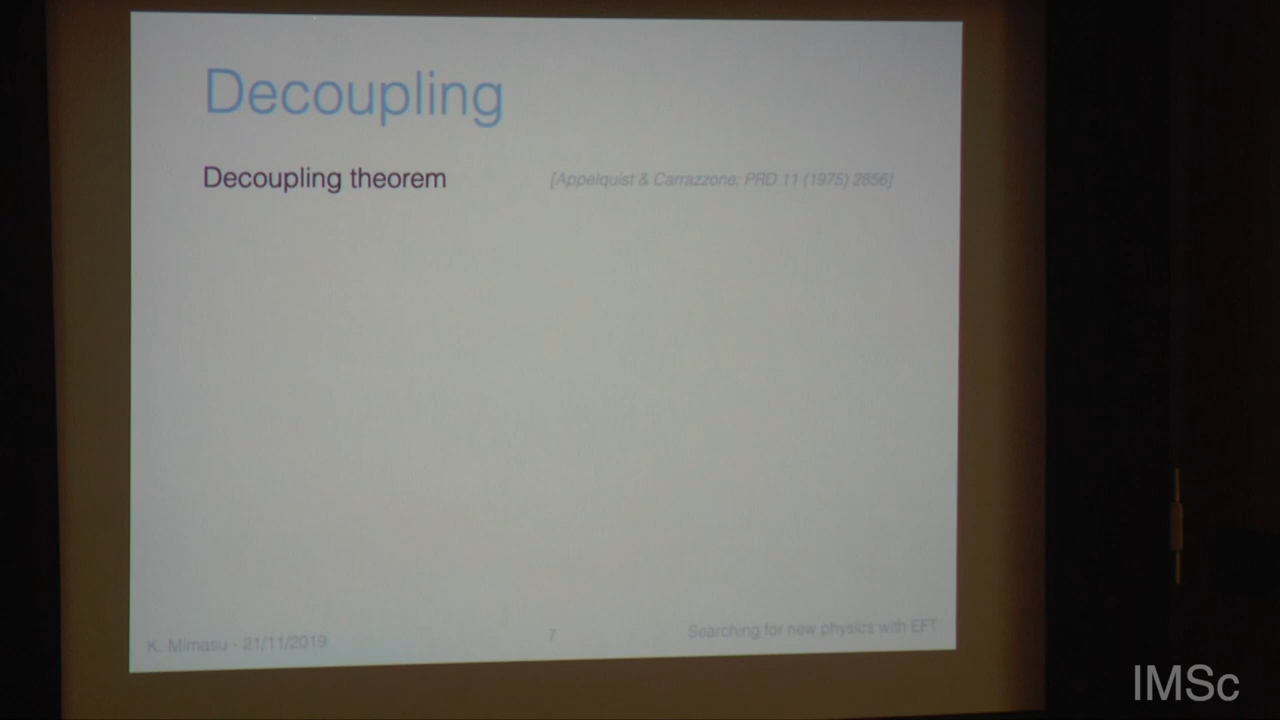 Decoupling
Decoupling theorem [Appelquist & Carrazzone, PRD 11 (1975) 2856]
K. Mimasu - 21/11/2019 7 Searching for new physics with EFT
IMSc